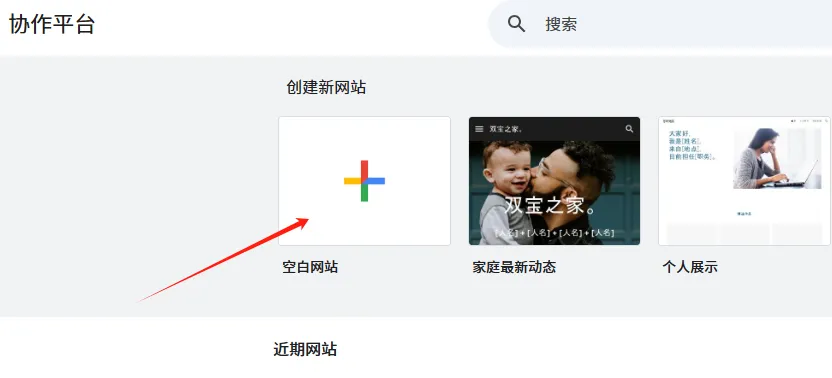 协作平台
搜索
创建新网站
双宝之家。
双宝之家。
[人名] + [人名] + [人名]
大家好,
我是[姓名],
来自[地点],
目前担任[职务]。
空白网站
家庭最新动态
个人展示
近期网站